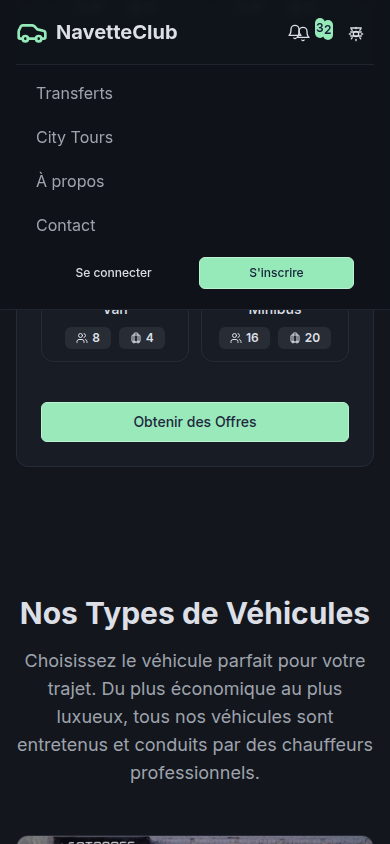 NavetteClub
32
Transferts
City Tours
À propos
Contact
Se connecter
S'inscrire
Van
Minibus
8
4
16
20
Obtenir des Offres
Nos Types de Véhicules
Choisissez le véhicule parfait pour votre
trajet. Du plus économique au plus
luxueux, tous nos véhicules sont
entretenus et conduits par des chauffeurs
professionnels.